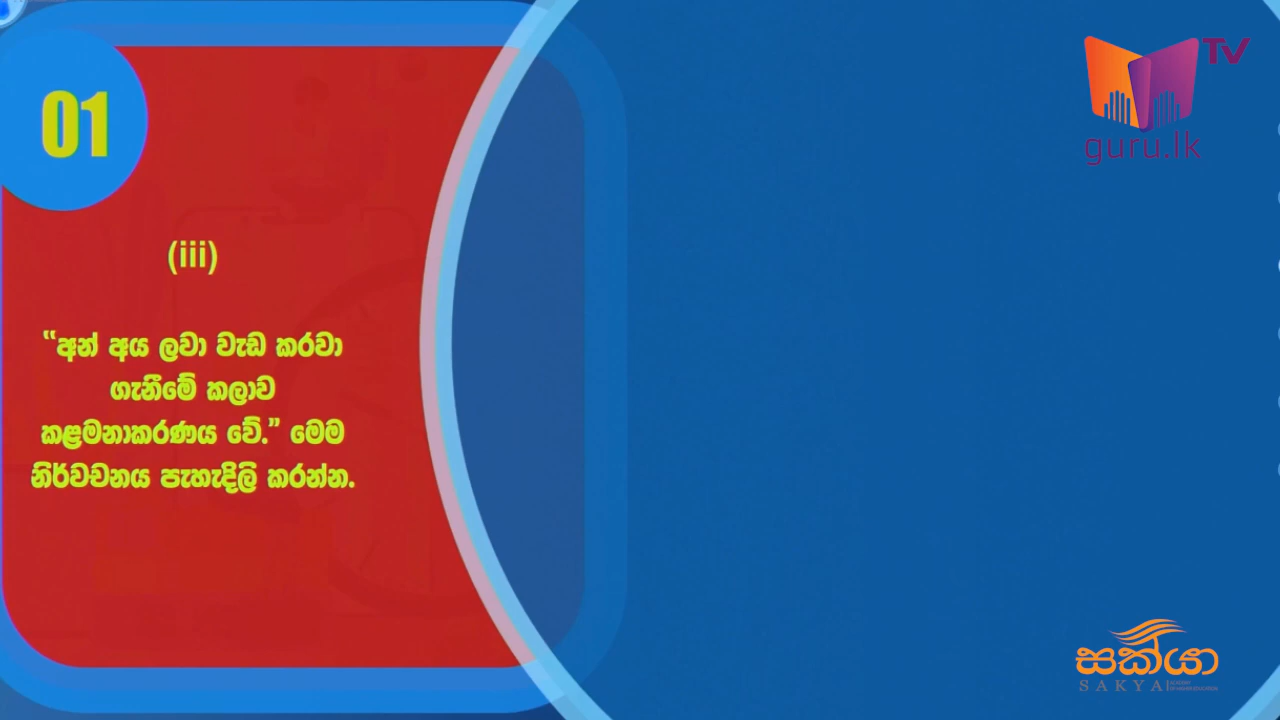 01
(iii)
“අන් අය ලවා වැඩ කරවා
ගැනීමේ කලාව
කළමනාකරණය වේ.” මෙම
නිර්වචනය පැහැදිලි කරන්න.
TV
guru.lk
සක්යා
SAKYA